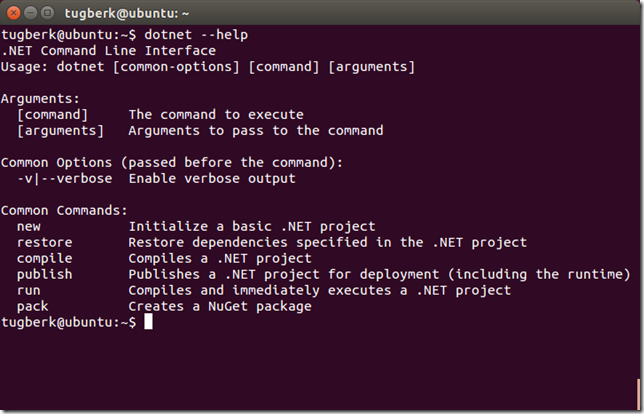 tugberk@ubuntu: ~
tugberk@ubuntu:~$ dotnet --help
.NET Command Line Interface
Usage: dotnet [common-options] [command] [arguments]
Arguments:
[command] The command to execute
[arguments] Arguments to pass to the command
Common Options (passed before the command):
-v|--verbose Enable verbose output
Common Commands:
new Initialize a basic .NET project
restore Restore dependencies specified in the .NET project
compile Compiles a .NET project
publish Publishes a .NET project for deployment (including the runtime)
run Compiles and immediately executes a .NET project
pack Creates a NuGet package
tugberk@ubuntu:~$